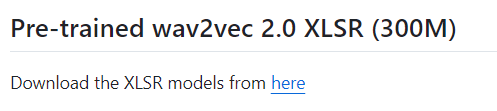 Pre-trained wav2vec 2.0 XLSR (300M)
Download the XLSR models from here